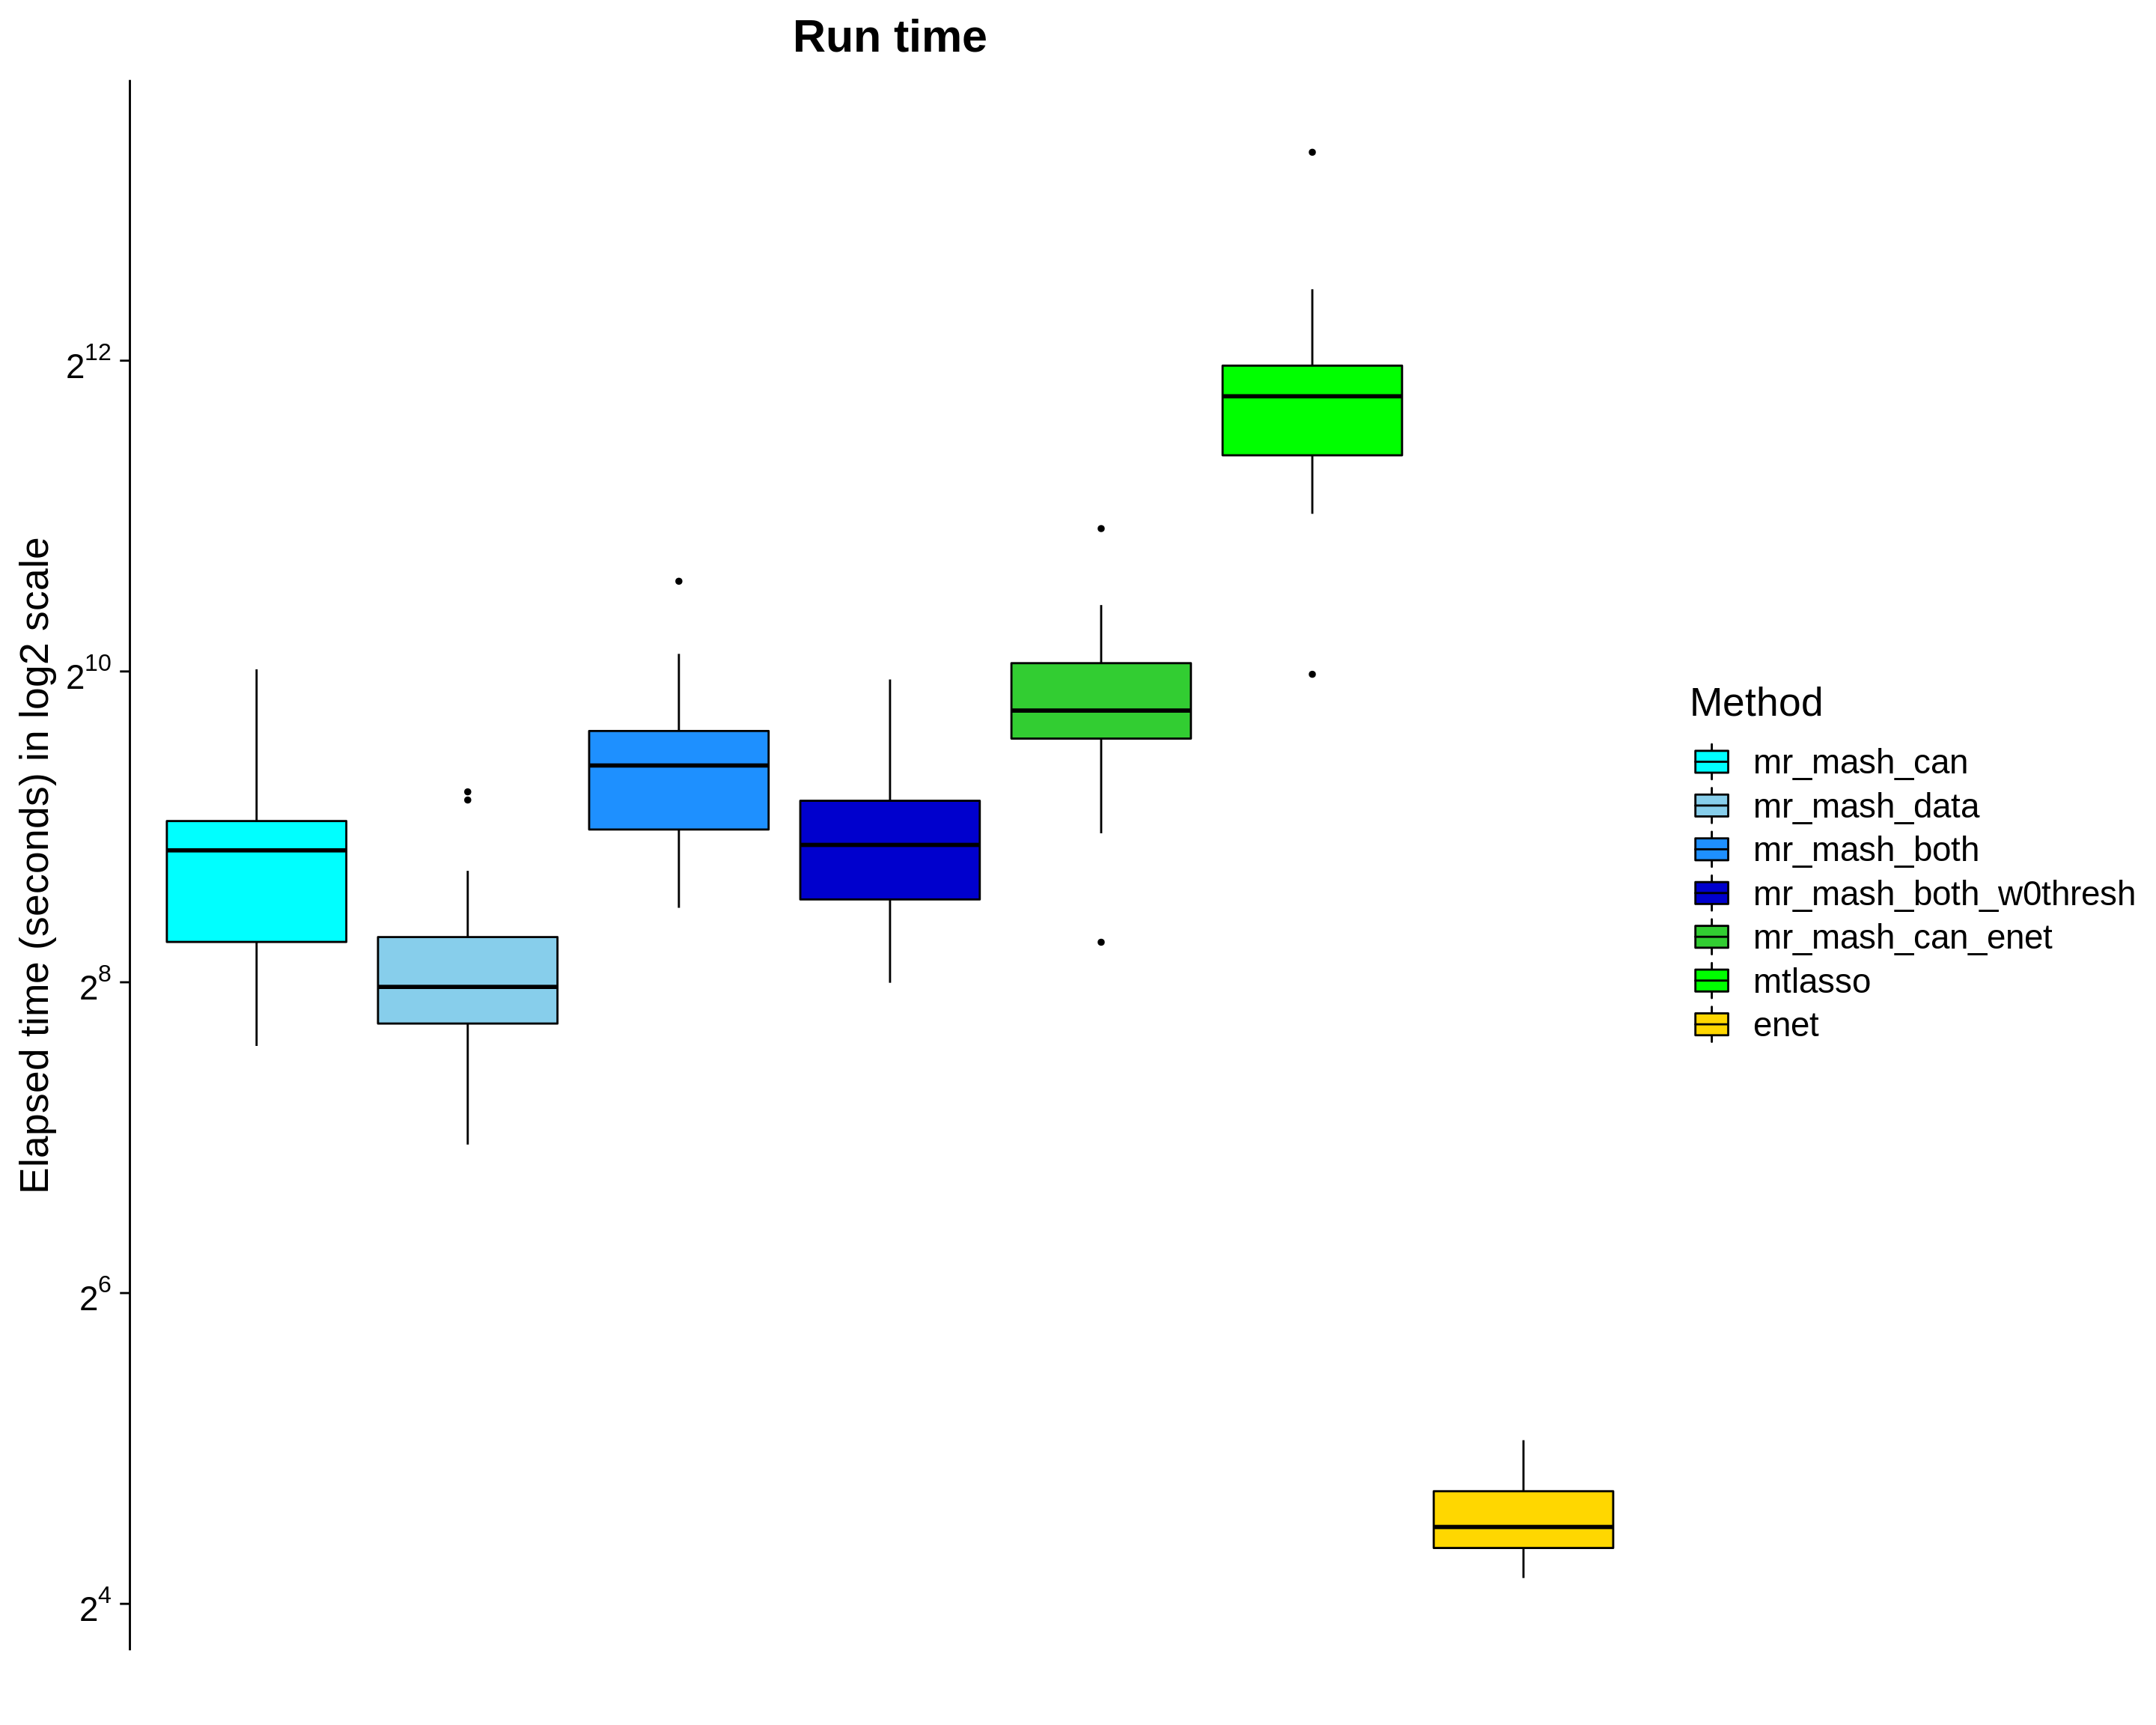 Run time
Elapsed time (seconds) in log2 scale
2^12
2^10
2^8
2^6
2^4
Method
mr_mash_can
mr_mash_data
mr_mash_both
mr_mash_both_w0thresh
mr_mash_can_enet
mtlasso
enet